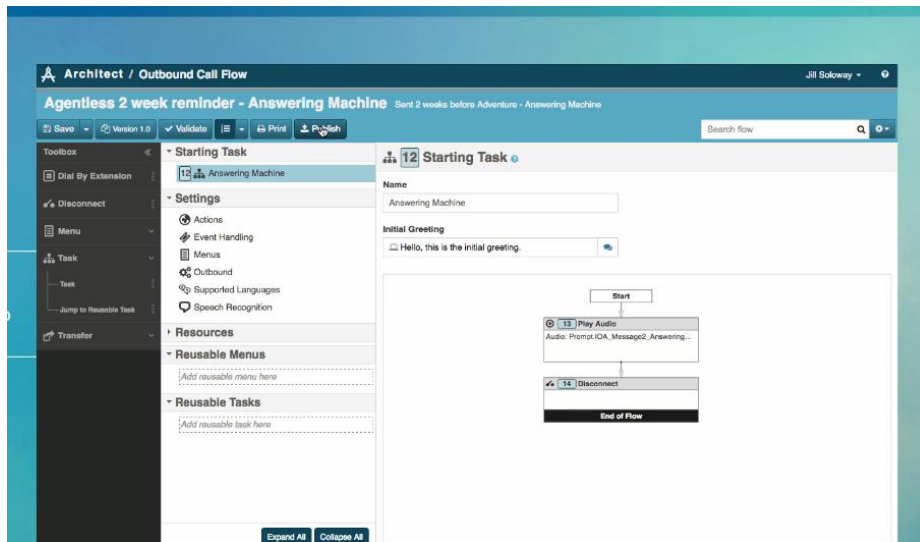 Architect / Outbound Call Flow
Jill Soloway
Agentless 2 week reminder - Answering Machine Sent 2 weeks before Adventure - Answering Machine
Save Version 1.0 Validate Print Publish Search flow
Toolbox
Dial By Extension
Disconnect
Menu
Task
Task
Jump to Reusable Task
Transfer
Starting Task
12 Answering Machine
Settings
Actions
Event Handling
Menus
Outbound
Supported Languages
Speech Recognition
Resources
Reusable Menus
Add reusable menu here
Reusable Tasks
Add reusable task here
Expand All Collapse All
12 Starting Task
Name
Answering Machine
Initial Greeting
Hello, this is the initial greeting.
Start
13 Play Audio
Audio: Prompt.IOA_Message2_Answering...
14 Disconnect
End of Flow